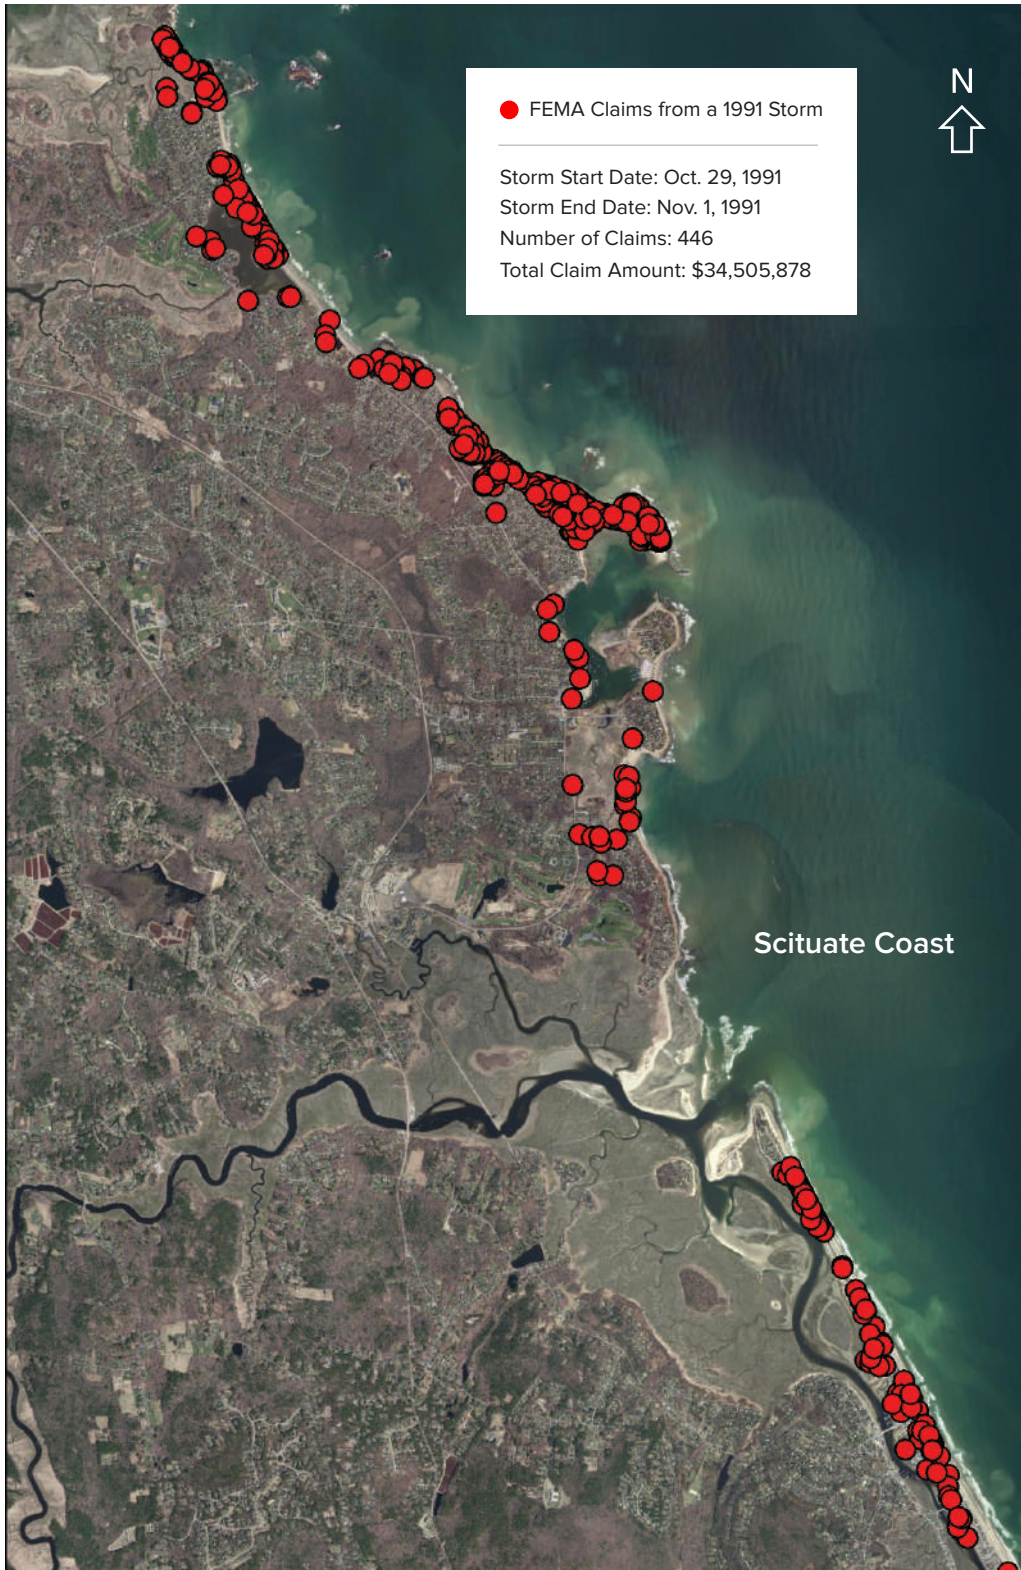 N
FEMA Claims from a 1991 Storm
Storm Start Date: Oct. 29, 1991
Storm End Date: Nov. 1, 1991
Number of Claims: 446
Total Claim Amount: $34,505,878
Scituate Coast